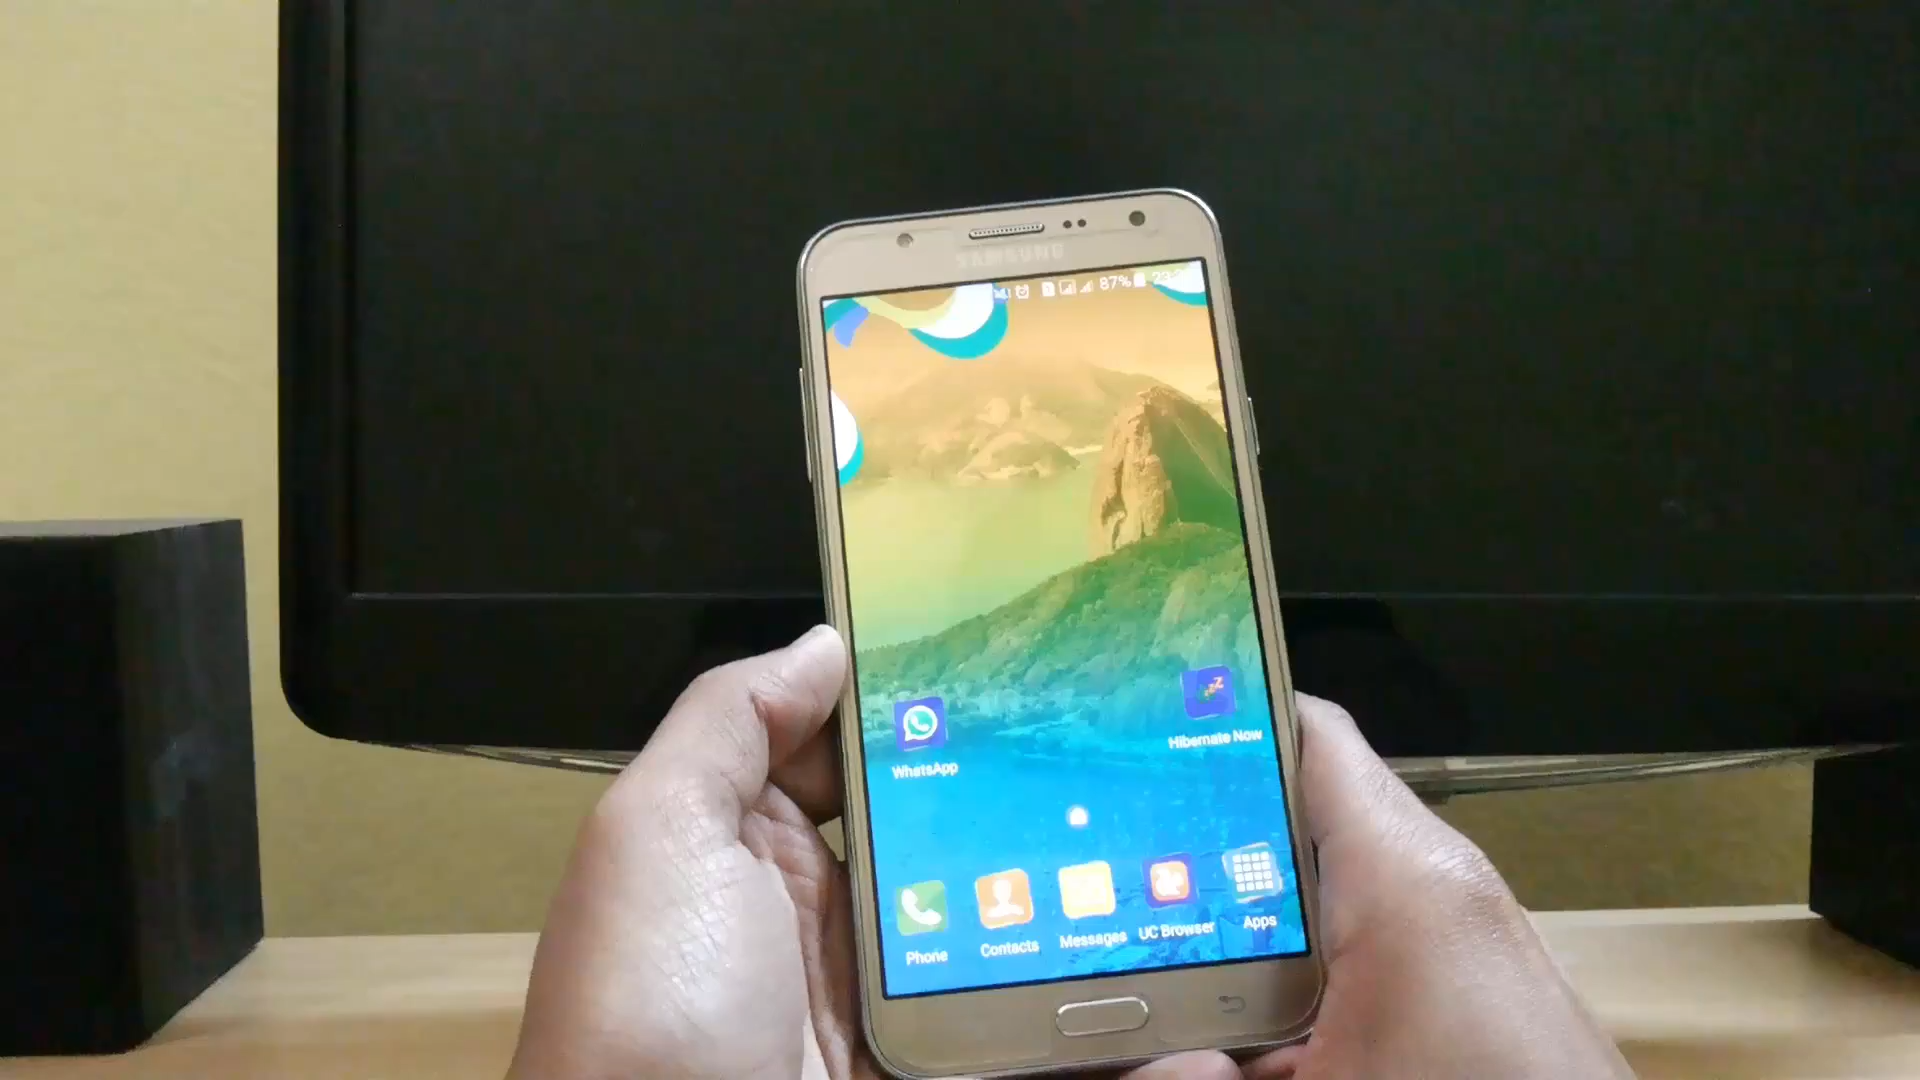 SAMSUNG
87%
Hibernate Now
WhatsApp
Phone
Contacts
Messages
UC Browser
Apps